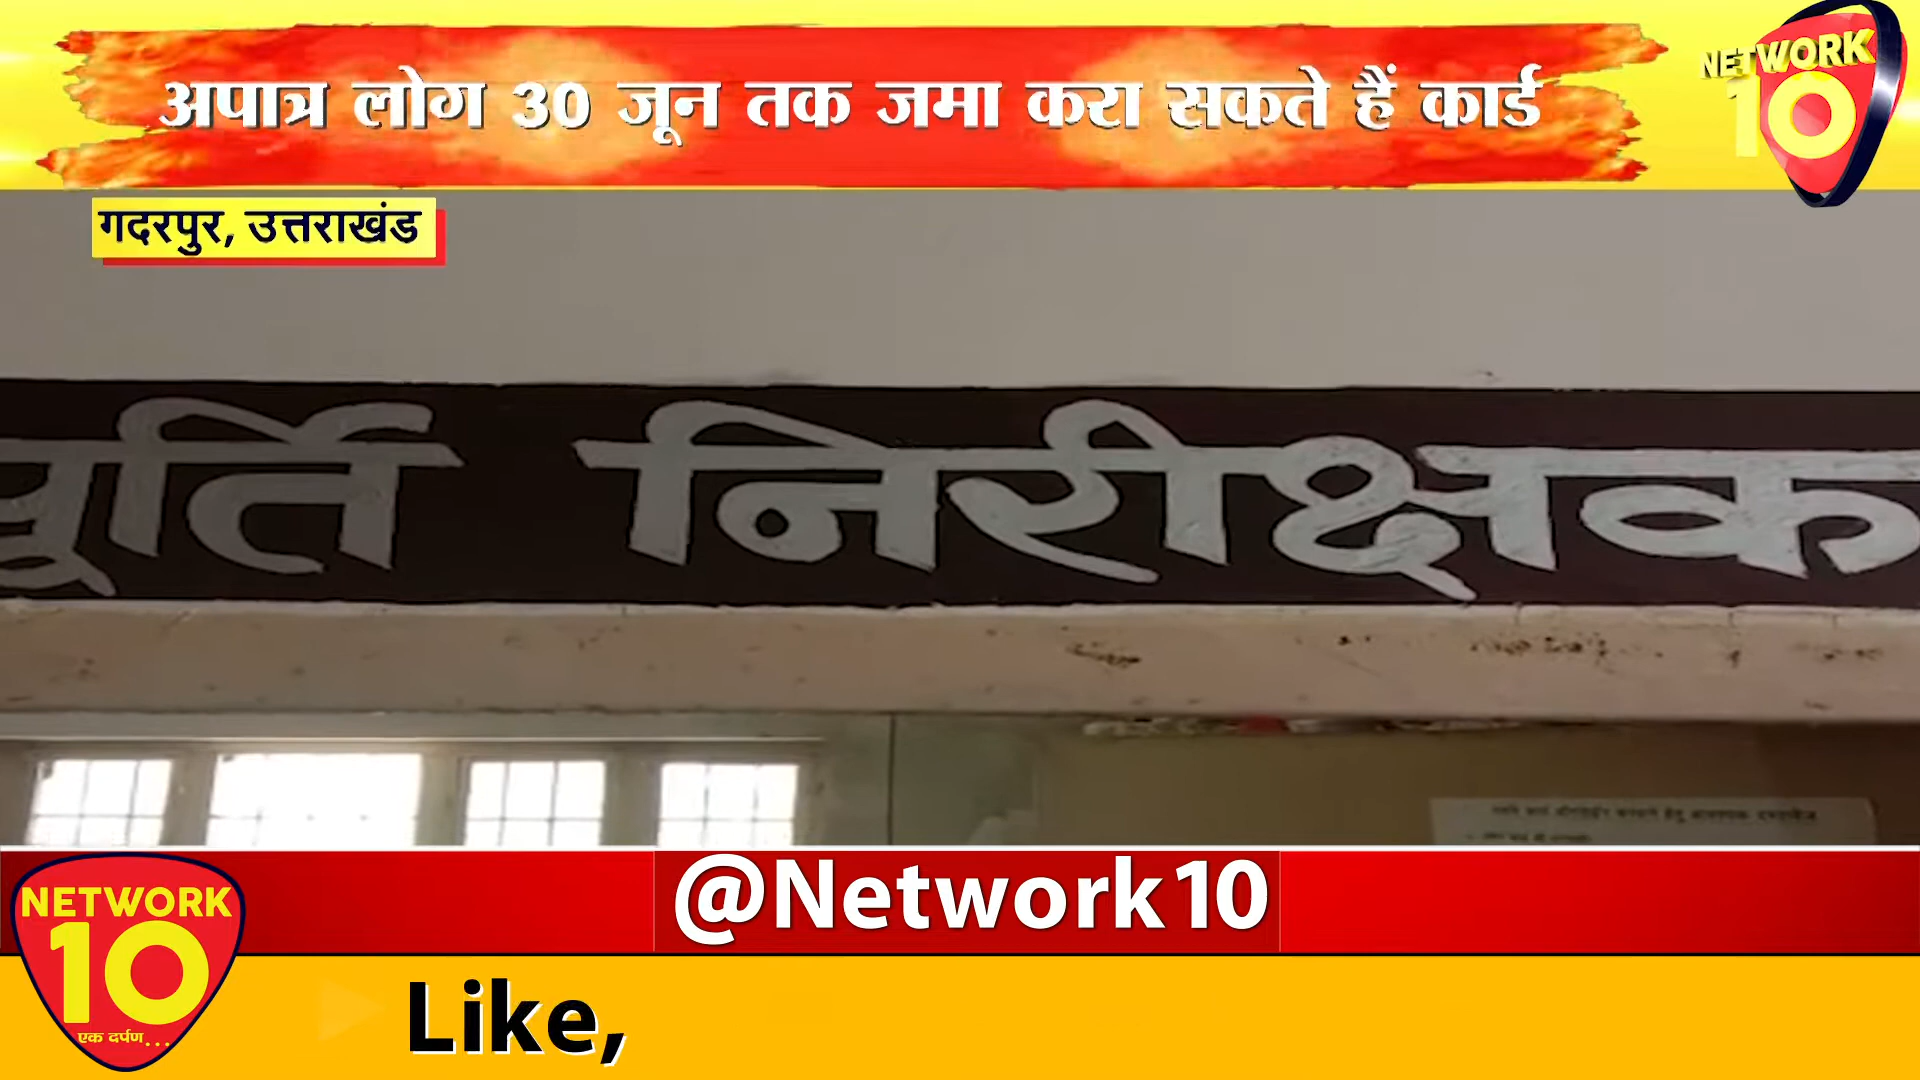 अपात्र लोग 30 जून तक जमा करा सकते हैं कार्ड
NETWORK
10
गदरपुर, उत्तराखंड
पूर्ति निरीक्षक
@Network10
NETWORK
10
एक दर्पण...
Like,